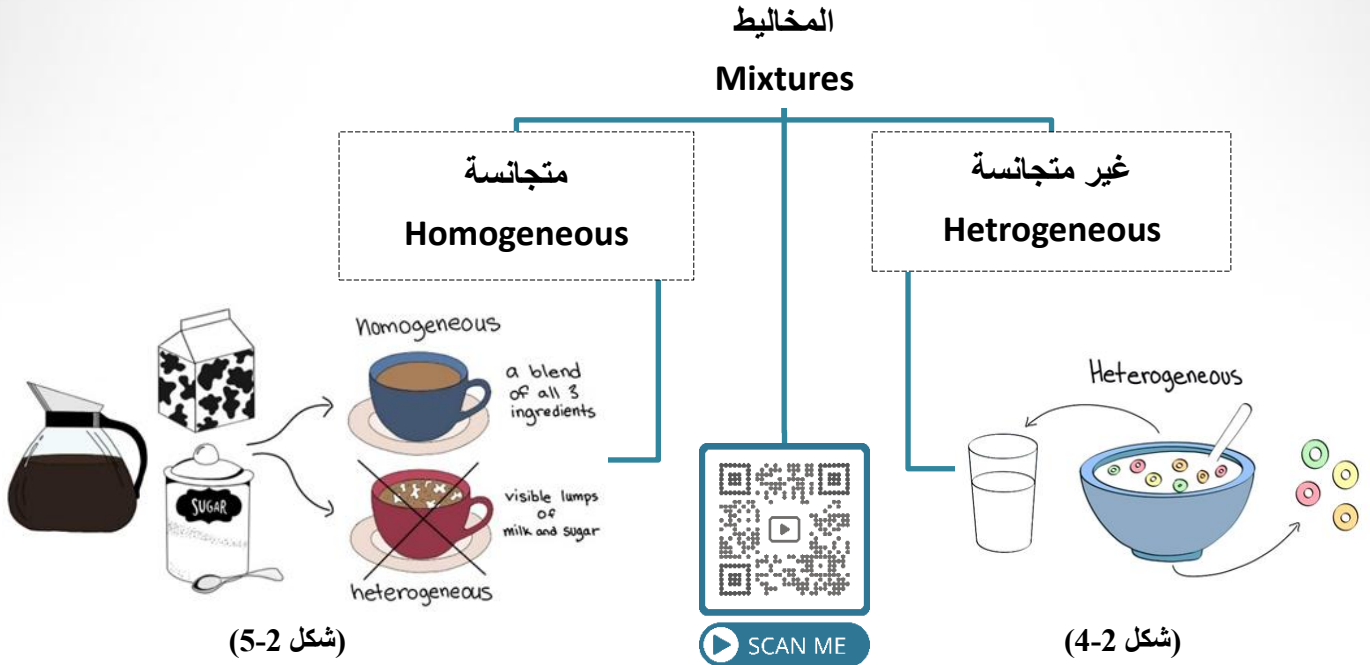 المخاليط
Mixtures
متجانسة
Homogeneous
غير متجانسة
Hetrogeneous
homogeneous
a blend
of all 3
ingredients
SUGAR
visible lumps
of
milk and sugar
heterogeneous
(شكل 2-5)
SCAN ME
Heterogeneous
(شكل 2-4)